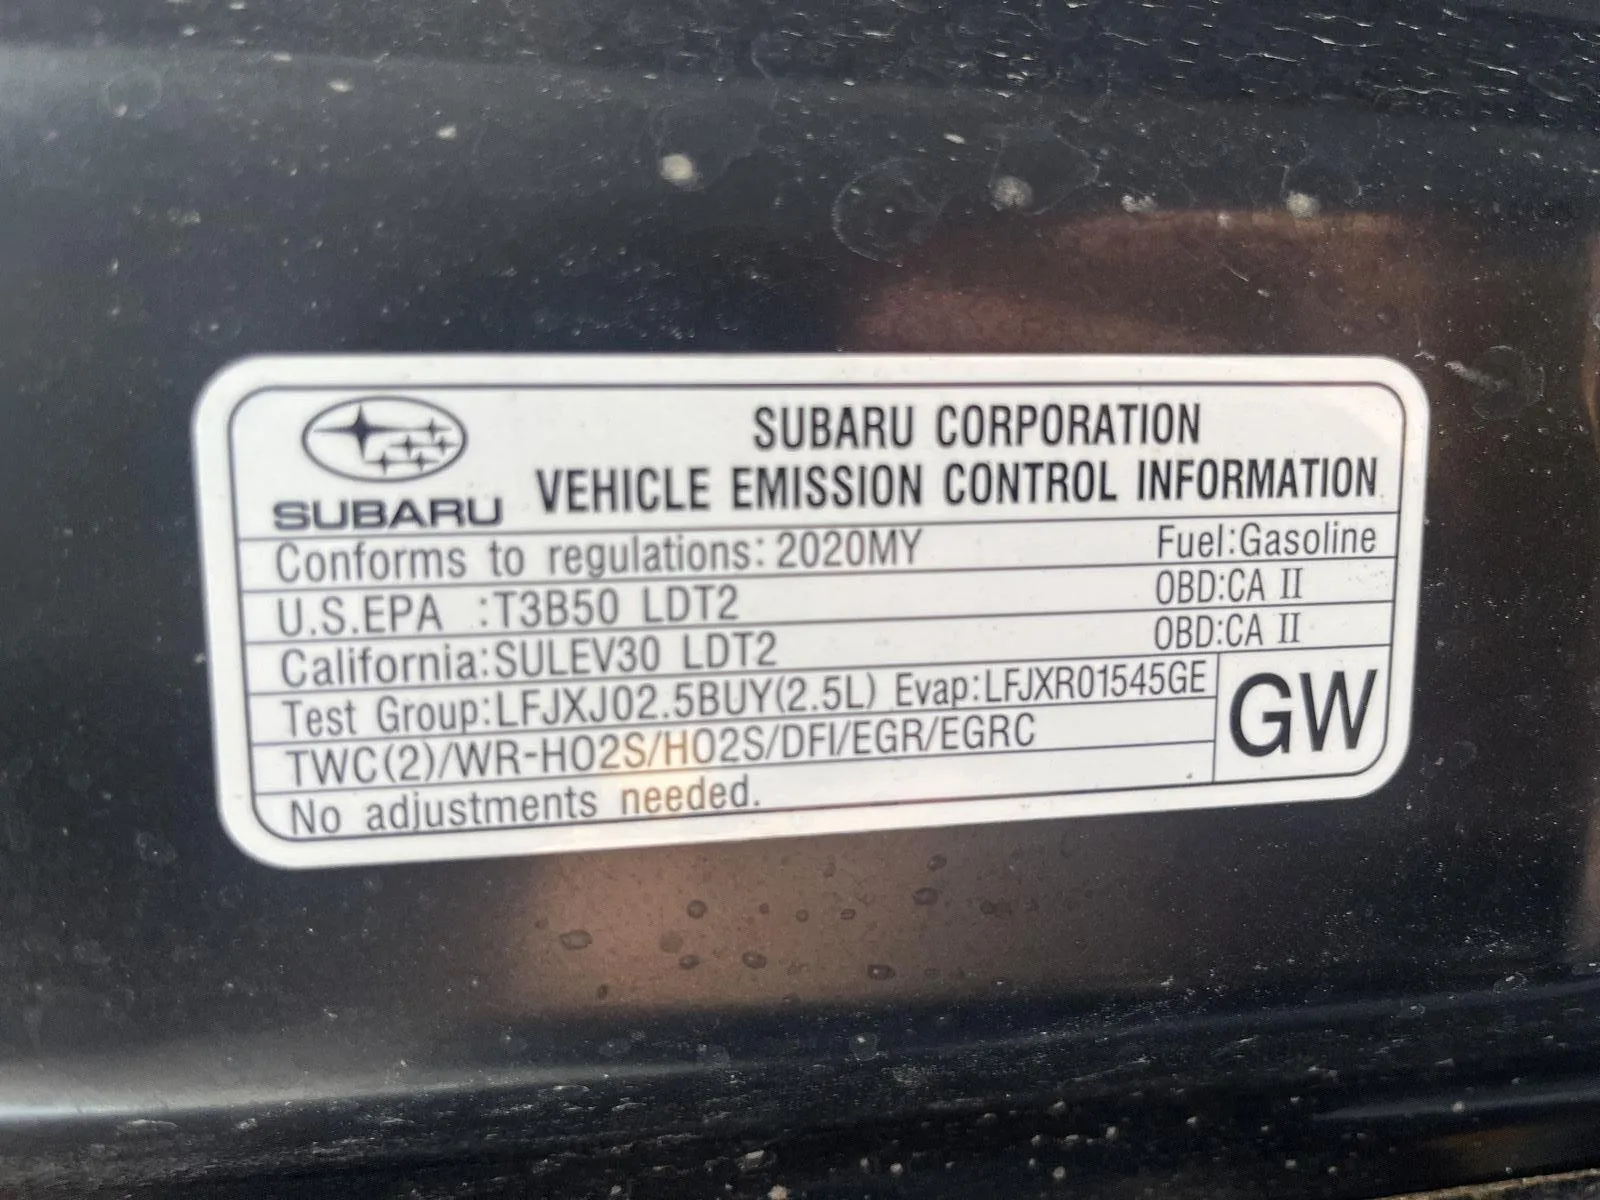 SUBARU
SUBARU CORPORATION
VEHICLE EMISSION CONTROL INFORMATION
Conforms to regulations: 2020MY Fuel:Gasoline
U.S.EPA :T3B50 LDT2 OBD:CA II
California:SULEV30 LDT2 OBD:CA II
Test Group:LFJXJ02.5BUY(2.5L) Evap:LFJXR01545GE
TWC(2)/WR-HO2S/HO2S/DFI/EGR/EGRC
No adjustments needed.
GW